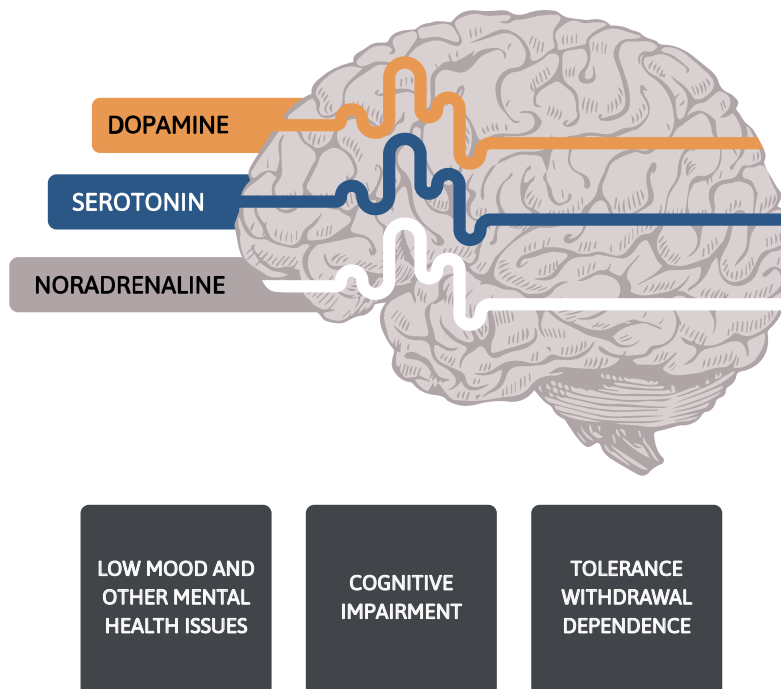 DOPAMINE
SEROTONIN
NORADRENALINE
LOW MOOD AND
OTHER MENTAL
HEALTH ISSUES
COGNITIVE
IMPAIRMENT
TOLERANCE
WITHDRAWAL
DEPENDENCE